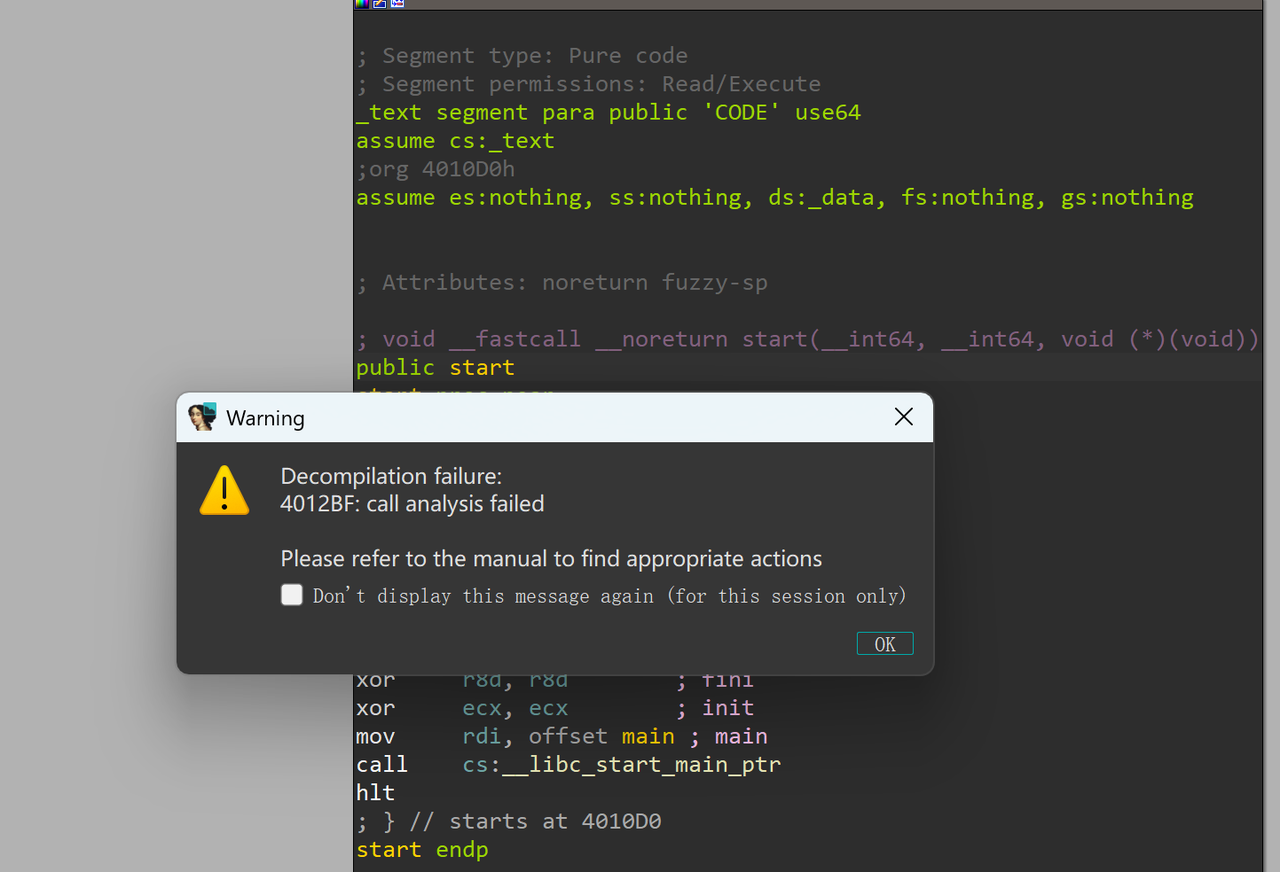 ; Segment type: Pure code
; Segment permissions: Read/Execute
_text segment para public 'CODE' use64
assume cs:_text
;org 4010D0h
assume es:nothing, ss:nothing, ds:_data, fs:nothing, gs:nothing
; Attributes: noreturn fuzzy-sp
; void __fastcall __noreturn start(__int64, __int64, void (*)(void))
public start
Warning
Decompilation failure:
4012BF: call analysis failed
Please refer to the manual to find appropriate actions
Don't display this message again (for this session only)
OK
xor r8d, r8d ; fini
xor ecx, ecx ; init
mov rdi, offset main ; main
call cs:__libc_start_main_ptr
hlt
; } // starts at 4010D0
start endp